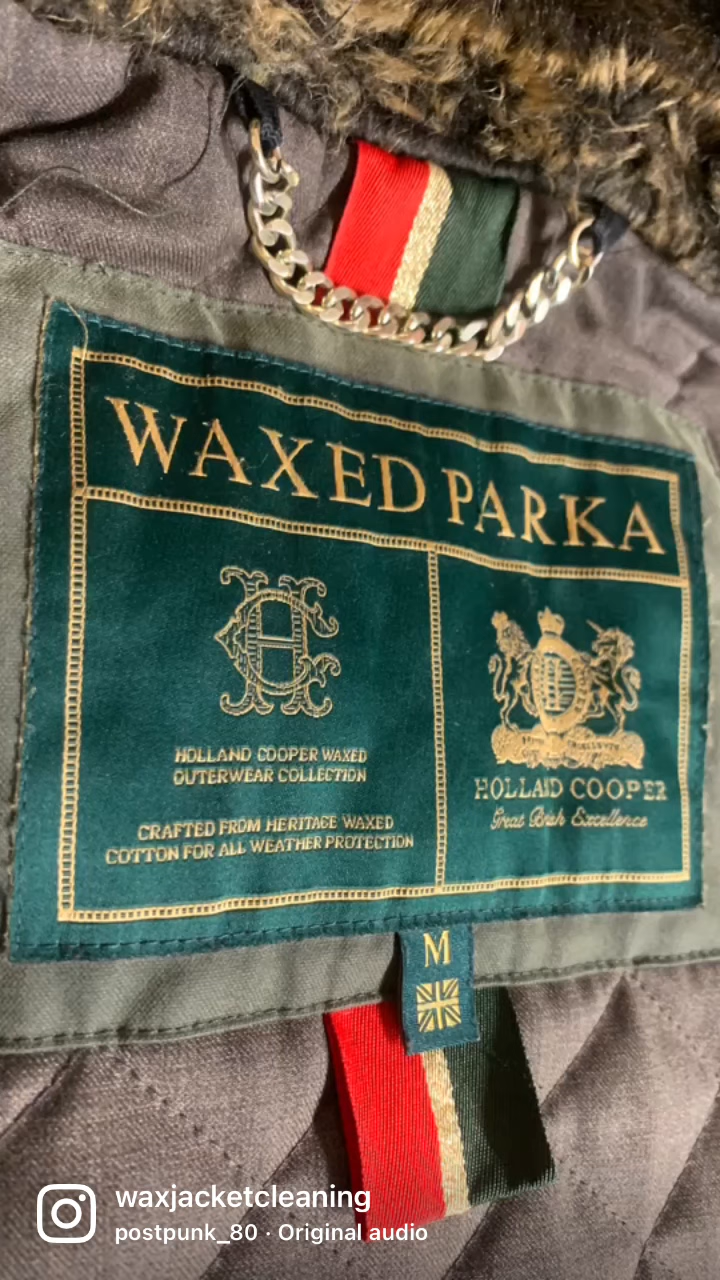 WAXED PARKA
HOLLAND COOPER WAXED
OUTERWEAR COLLECTION
CRAFTED FROM HERITAGE WAXED
COTTON FOR ALL WEATHER PROTECTION
HOLLAND COOPER
Great British Excellence
M
waxjacketcleaning
postpunk_80 · Original audio